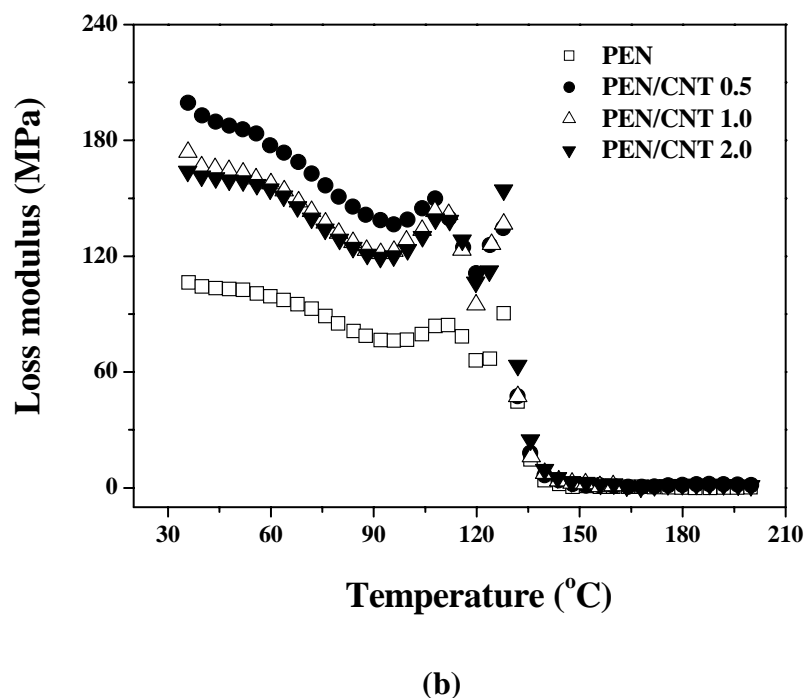 240
180
120
60
0
Loss modulus (MPa)
PEN
PEN/CNT 0.5
PEN/CNT 1.0
PEN/CNT 2.0
30 60 90 120 150 180 210
Temperature (°C)
(b)